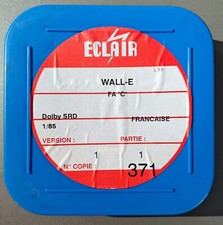 ECLAIR
WALL-E
FA "C"
Dolby SRD
FRANCAISE
1/85
VERSION : PARTIE :
1 1
N° COPIE : 371